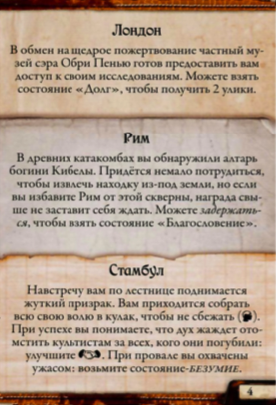 Лондон
В обмен на щедрое пожертвование частный му-
зей сэра Обри Пенью готов предоставить вам
доступ к своим исследованиям. Можете взять
состояние «Долг», чтобы получить 2 улики.
Рим
В древних катакомбах вы обнаружили алтарь
богини Кибелы. Придётся немало потрудиться,
чтобы извлечь находку из-под земли, но если
вы избавите Рим от этой скверны, награда свы-
ше не заставит себя ждать. Можете задержать-
ся, чтобы взять состояние «Благословение».
Стамбул
Навстречу вам по лестнице поднимается
жуткий призрак. Вам приходится собрать
всю свою волю в кулак, чтобы не сбежать ( ).
При успехе вы понимаете, что дух жаждет ото-
мстить культистам за всех, кого они погубили:
улучшите . При провале вы охвачены
ужасом: возьмите состояние-БЕЗУМИЕ.
4